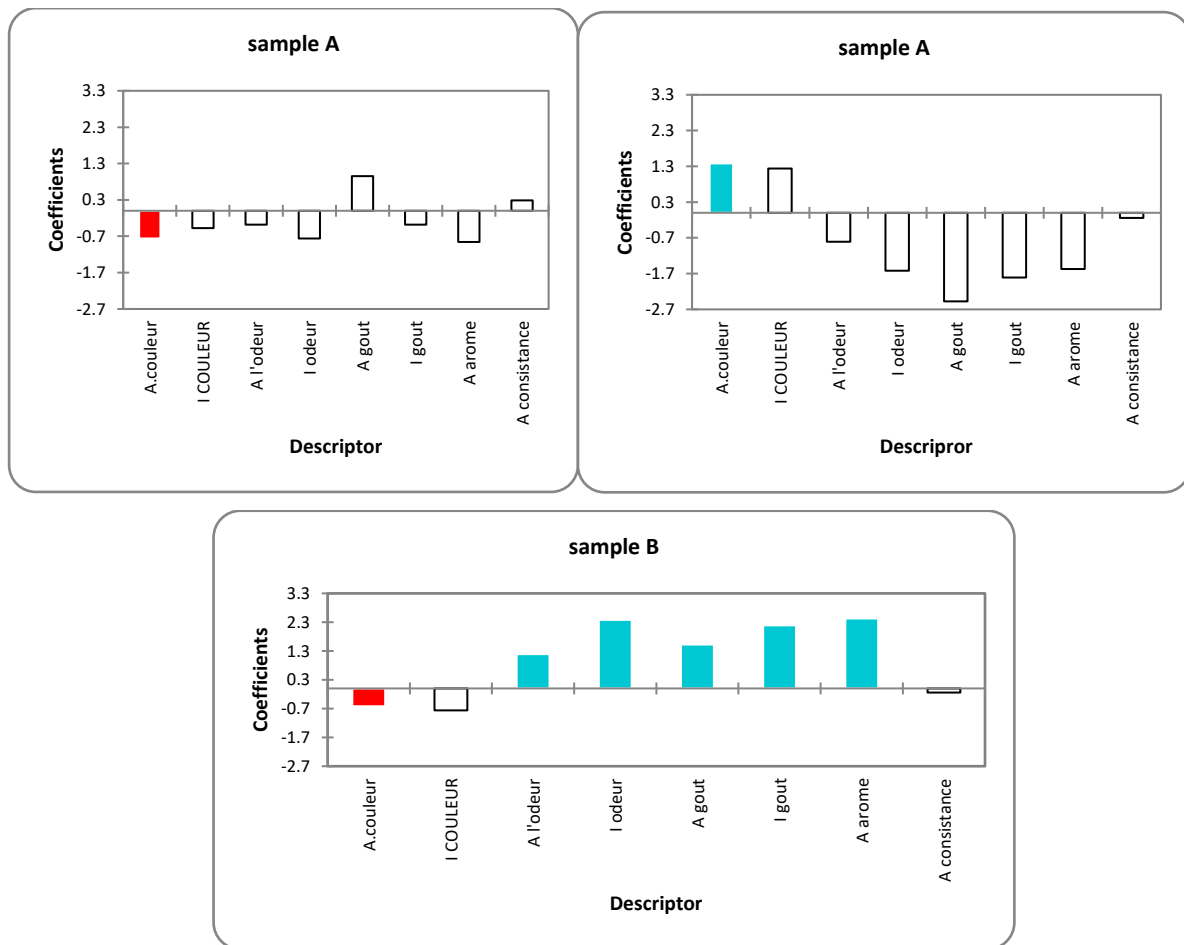 sample A
3.3
2.3
1.3
0.3
-0.7
-1.7
-2.7
Coefficients
A.couleur
I COULEUR
A l'odeur
I odeur
A gout
I gout
A arome
A consistance
Descriptor
sample A
3.3
2.3
1.3
0.3
-0.7
-1.7
-2.7
Coefficients
A.couleur
I COULEUR
A l'odeur
I odeur
A gout
I gout
A arome
A consistance
Descripror
sample B
3.3
2.3
1.3
0.3
-0.7
-1.7
-2.7
Coefficients
A.couleur
I COULEUR
A l'odeur
I odeur
A gout
I gout
A arome
A consistance
Descriptor